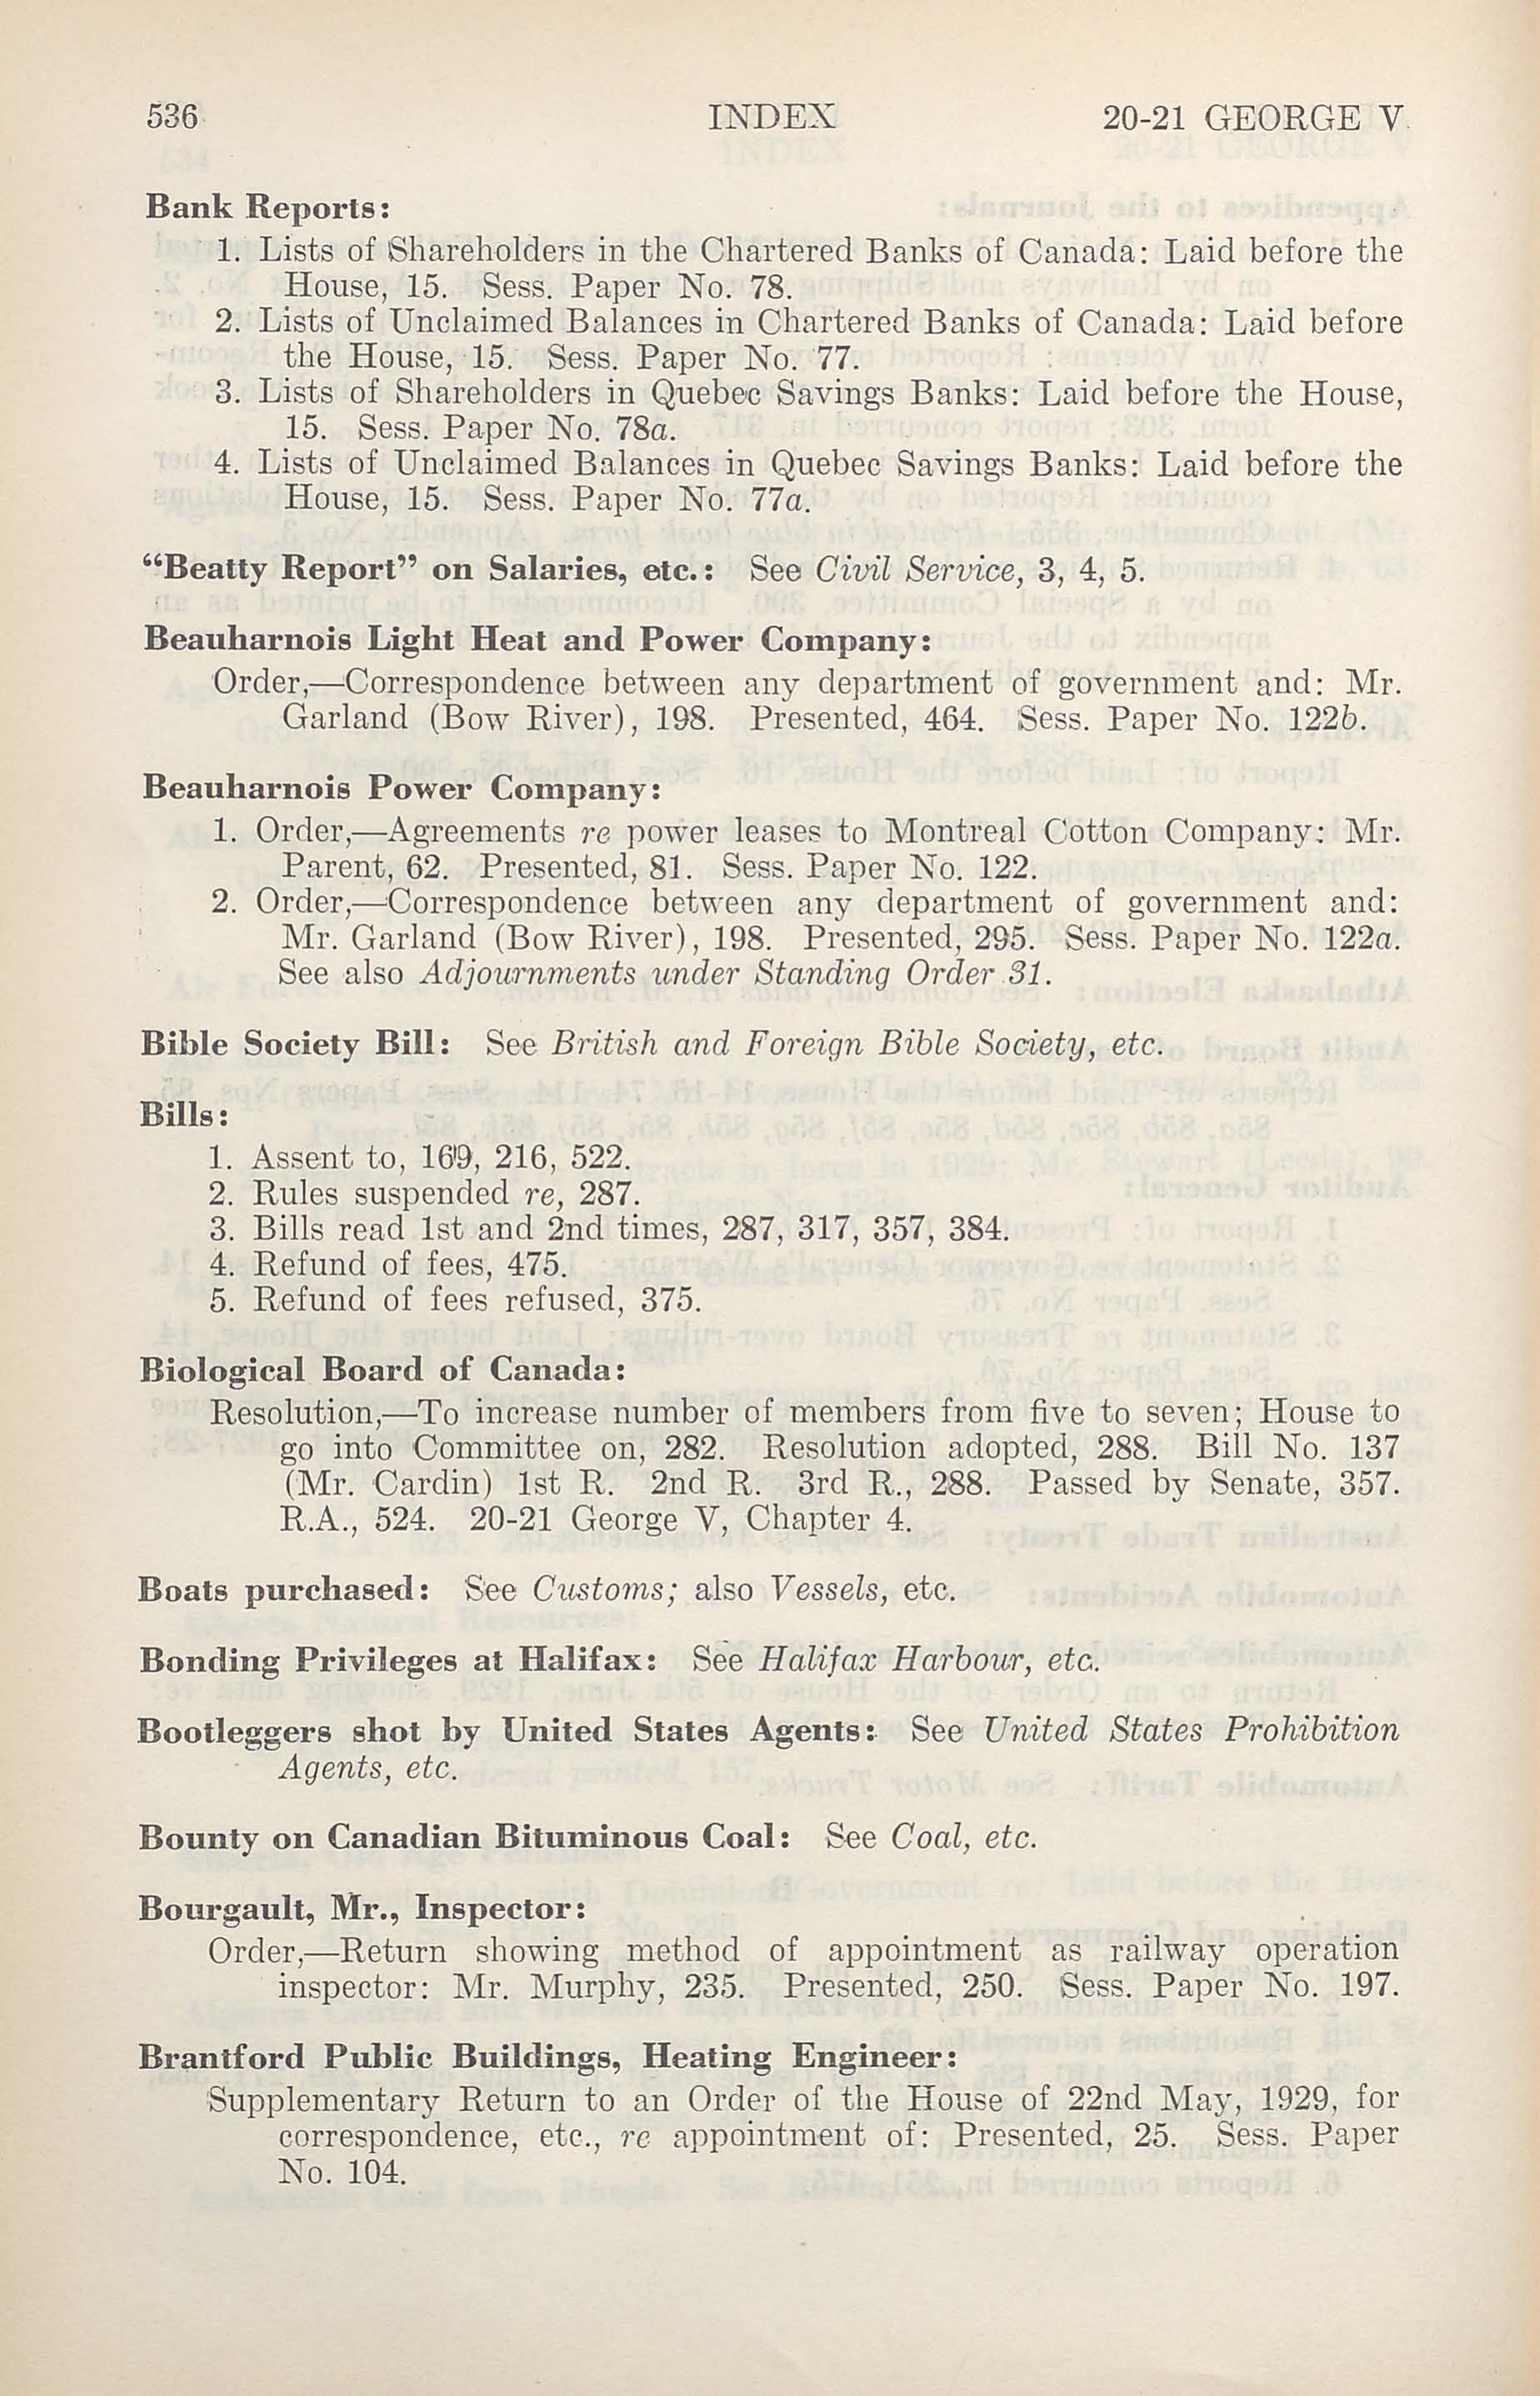 536 INDEX 20-21 GEORGE V
Bank Reports:
1. Lists of Shareholders in the Chartered Banks of Canada: Laid before the
House, 15. Sess. Paper No. 78.
2. Lists of Unclaimed Balances in Chartered Banks of Canada: Laid before
the House, 15. Sess. Paper No. 77.
3. Lists of Shareholders in Quebec Savings Banks: Laid before the House,
15. Sess. Paper No. 78a.
4. Lists of Unclaimed Balances in Quebec Savings Banks: Laid before the
House, 15. Sess. Paper No. 77a.
“Beatty Report” on Salaries, etc.: See Civil Service, 3, 4, 5.
Beauharnois Light Heat and Power Company:
Order,—Correspondence between any department of government and: Mr.
Garland (Bow River), 198. Presented, 464. Sess. Paper No. 122b.
Beauharnois Power Company:
1. Order,—Agreements re power leases to Montreal Cotton Company: Mr.
Parent, 62. Presented, 81. Sess. Paper No. 122.
2. Order,—Correspondence between any department of government and:
Mr. Garland (Bow River), 198. Presented, 295. Sess. Paper No. 122a.
See also Adjournments under Standing Order 31.
Bible Society Bill: See British and Foreign Bible Society, etc.
Bills:
1. Assent to, 169, 216, 522.
2. Rules suspended re, 287.
3. Bills read 1st and 2nd times, 287, 317, 357, 384.
4. Refund of fees, 475.
5. Refund of fees refused, 375.
Biological Board of Canada:
Resolution,—To increase number of members from five to seven; House to
go into Committee on, 282. Resolution adopted, 288. Bill No. 137
(Mr. Cardin) 1st R. 2nd R. 3rd R., 288. Passed by Senate, 357.
R.A., 524. 20-21 George V, Chapter 4.
Boats purchased: See Customs; also Vessels, etc.
Bonding Privileges at Halifax: See Halifax Harbour, etc.
Bootleggers shot by United States Agents: See United States Prohibition
Agents, etc.
Bounty on Canadian Bituminous Coal: See Coal, etc.
Bourgault, Mr., Inspector:
Order,—Return showing method of appointment as railway operation
inspector: Mr. Murphy, 235. Presented, 250. Sess. Paper No. 197.
Brantford Public Buildings, Heating Engineer:
Supplementary Return to an Order of the House of 22nd May, 1929, for
correspondence, etc., re appointment of: Presented, 25. Sess. Paper
No. 104.